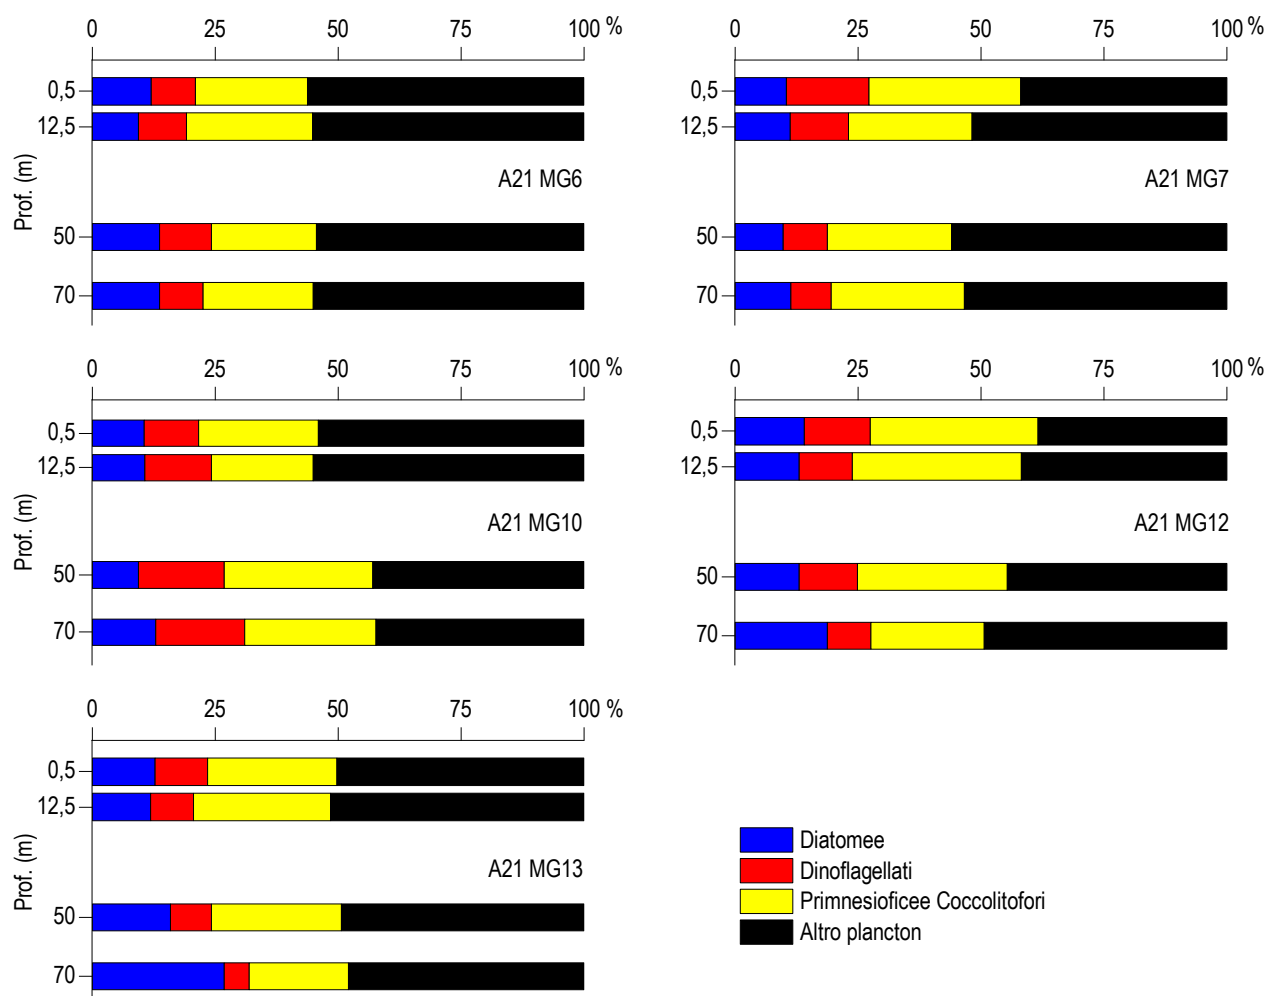 0 25 50 75 100 %
0,5
12,5
Prof. (m)
A21 MG6
50
70
0 25 50 75 100 %
0,5
12,5
A21 MG7
50
70
0 25 50 75 100 %
0,5
12,5
Prof. (m)
A21 MG10
50
70
0 25 50 75 100 %
0,5
12,5
A21 MG12
50
70
0 25 50 75 100 %
0,5
12,5
Prof. (m)
A21 MG13
50
70
Diatomee
Dinoflagellati
Primnesioficee Coccolitofori
Altro plancton